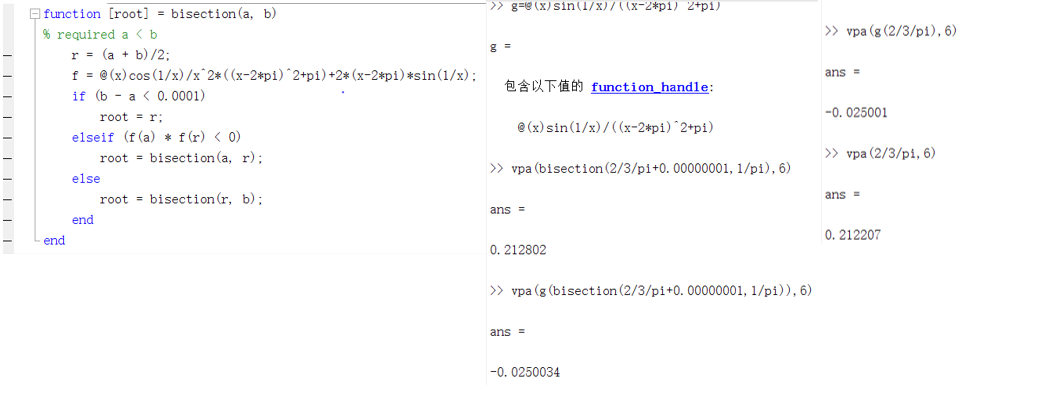 function [root] = bisection(a, b)
% required a < b
r = (a + b)/2;
f = @(x)cos(1/x)/x^2*((x-2*pi)^2+pi)+2*(x-2*pi)*sin(1/x);
if (b - a < 0.0001)
root = r;
elseif (f(a) * f(r) < 0)
root = bisection(a, r);
else
root = bisection(r, b);
end
end
>> g=@(x)sin(1/x)/((x-2*pi)^2+pi)
g =
包含以下值的 function_handle:
@(x)sin(1/x)/((x-2*pi)^2+pi)
>> vpa(bisection(2/3/pi+0.00000001,1/pi),6)
ans =
0.212802
>> vpa(g(bisection(2/3/pi+0.00000001,1/pi)),6)
ans =
-0.0250034
>> vpa(g(2/3/pi),6)
ans =
-0.025001
>> vpa(2/3/pi,6)
ans =
0.212207